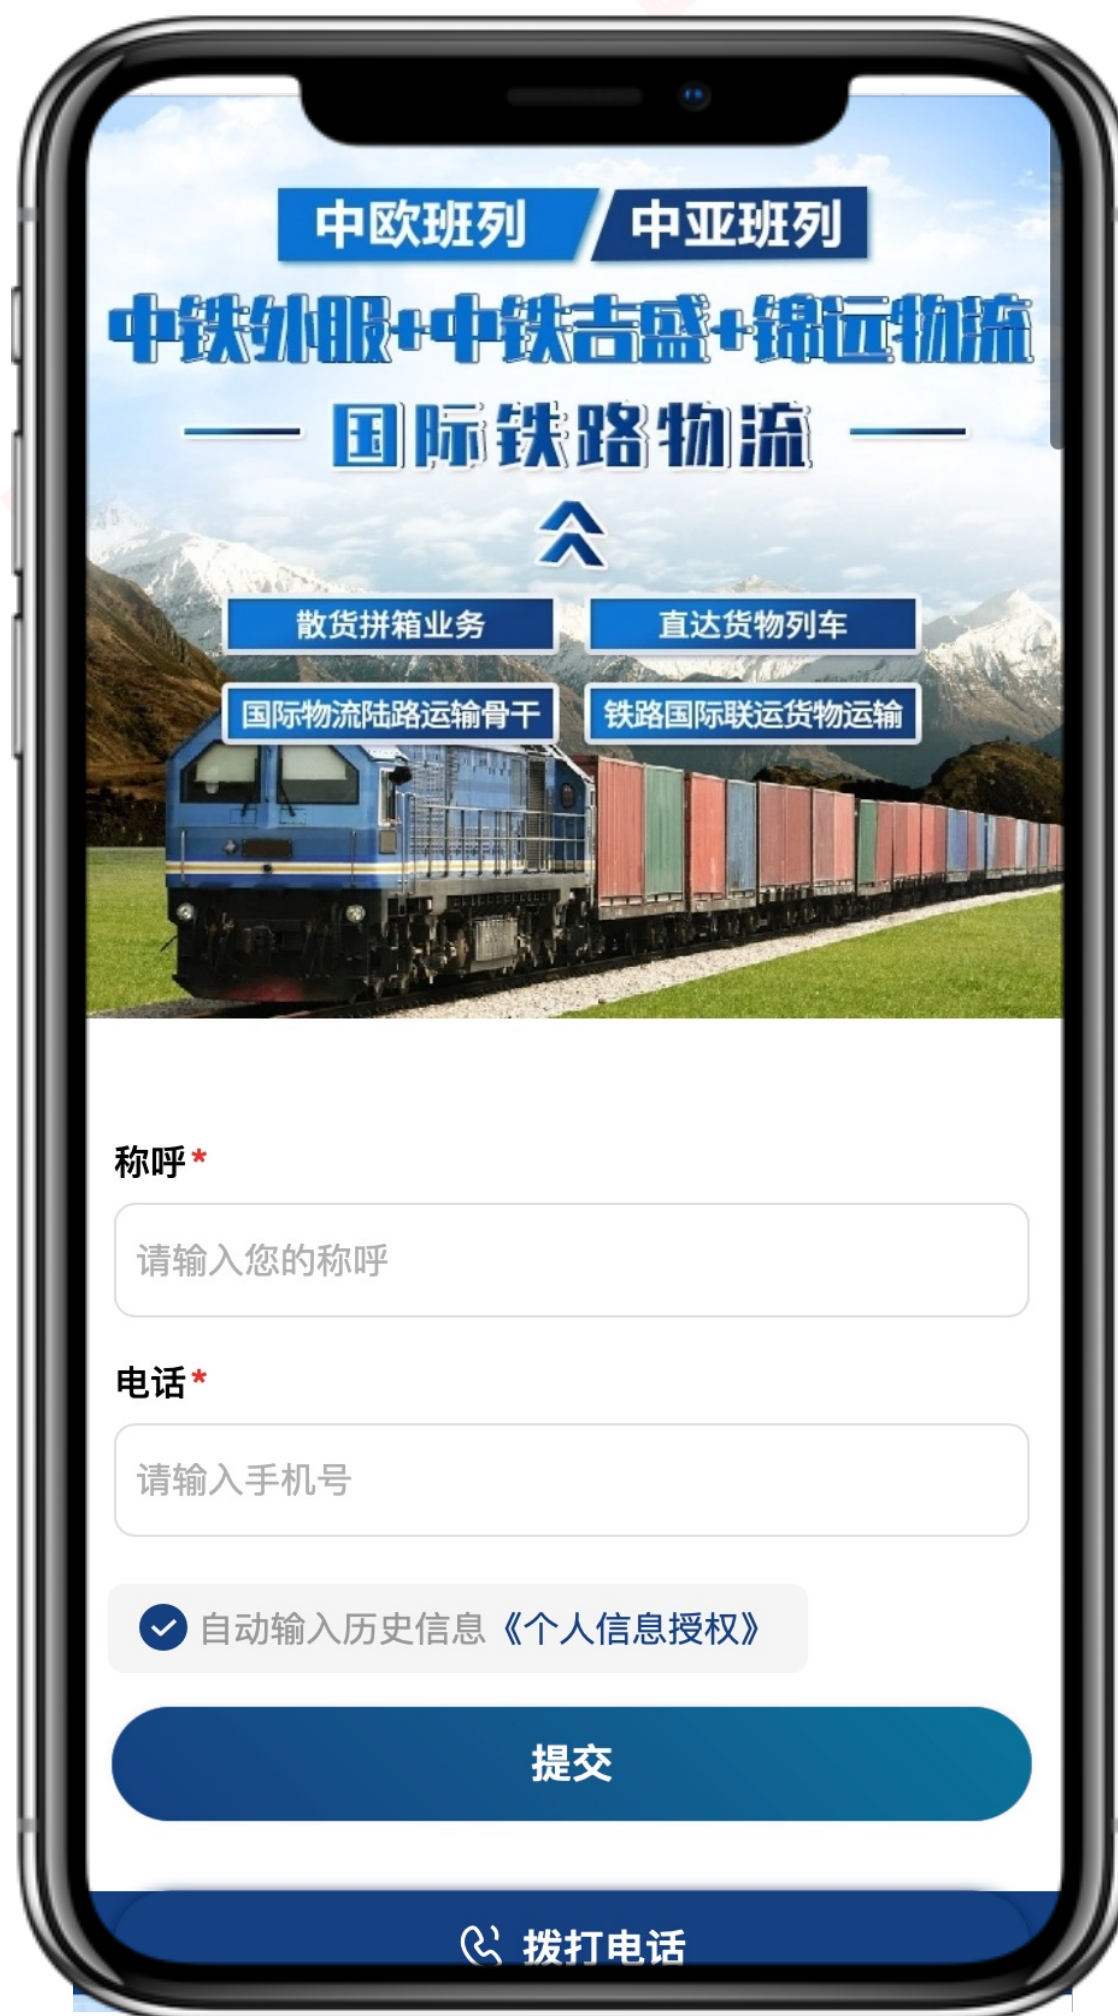 中欧班列 中亚班列
中铁外服+中铁吉盛+锦远物流
国际铁路物流
散货拼箱业务 直达货物列车
国际物流陆路运输骨干 铁路国际联运货物运输
称呼*
请输入您的称呼
电话*
请输入手机号
自动输入历史信息《个人信息授权》
提交
拨打电话